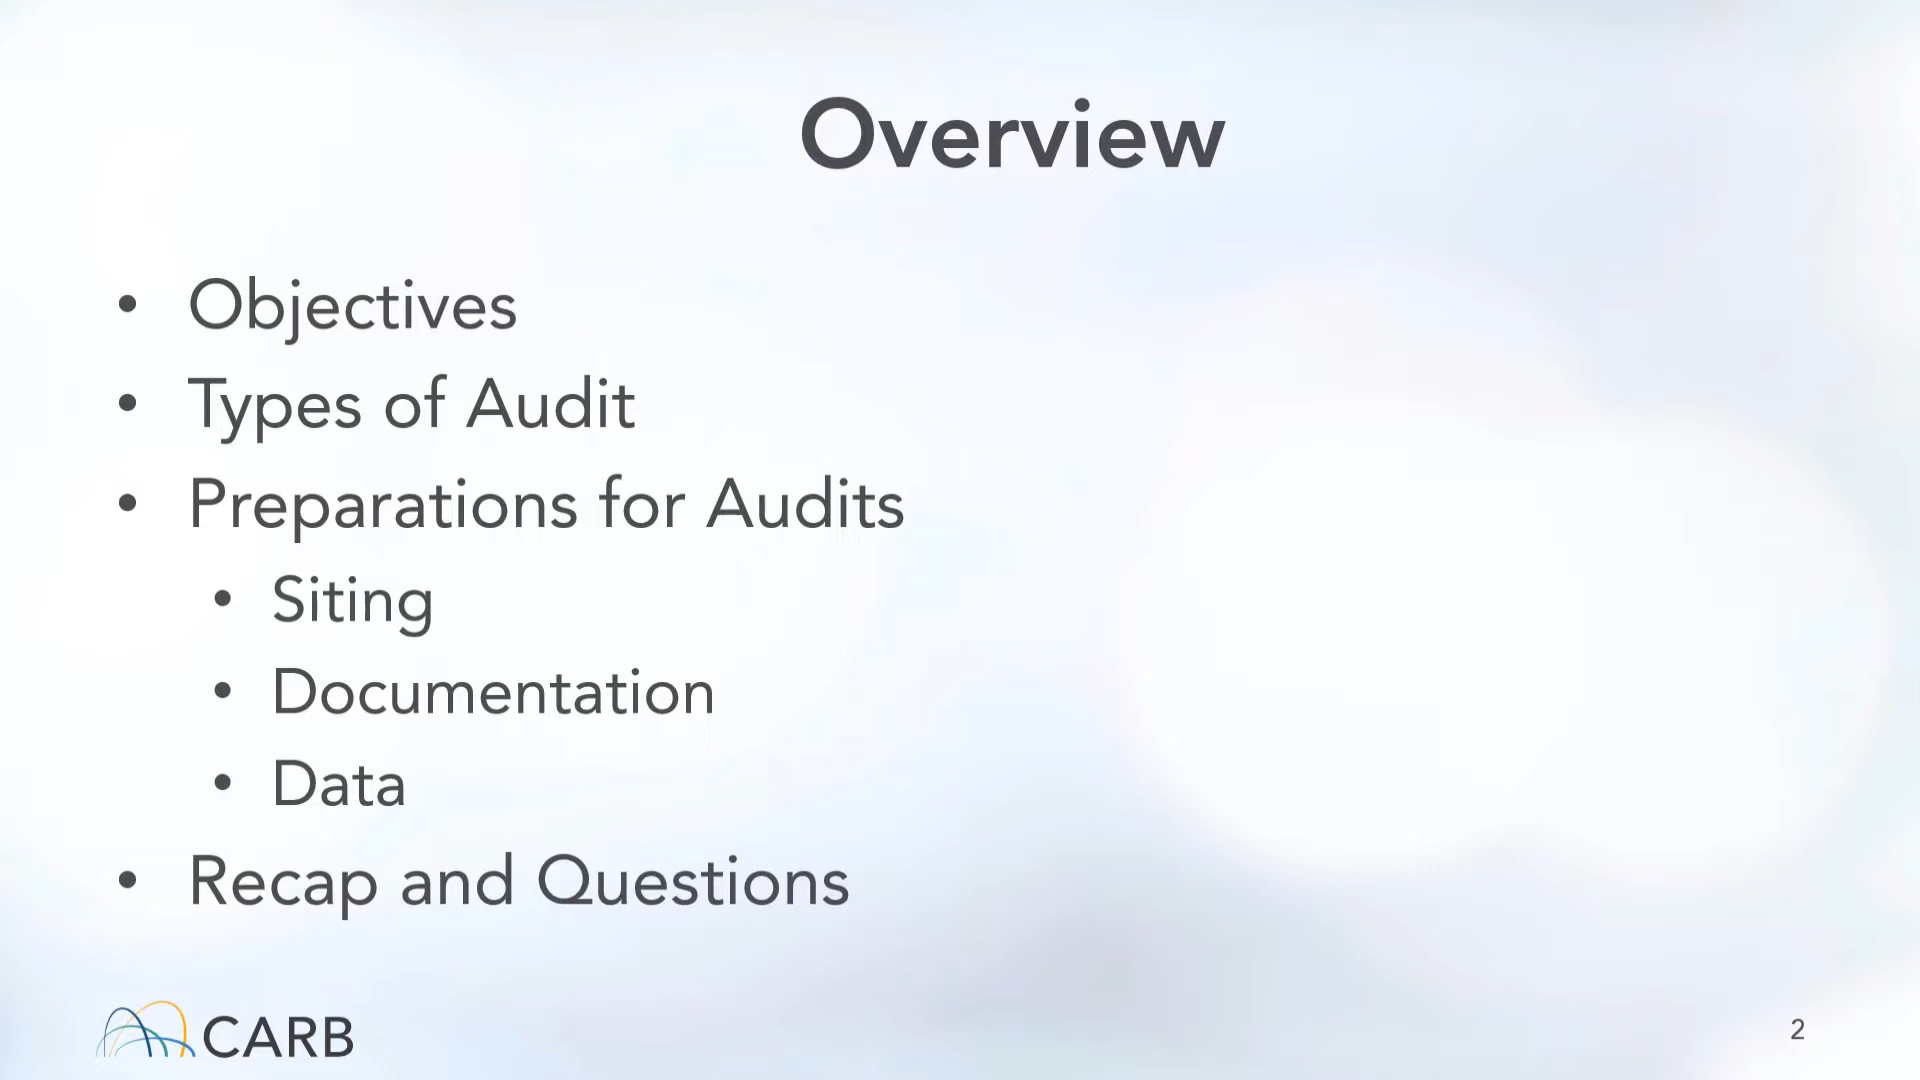 Overview
• Objectives
• Types of Audit
• Preparations for Audits
• Siting
• Documentation
• Data
• Recap and Questions
CARB
2